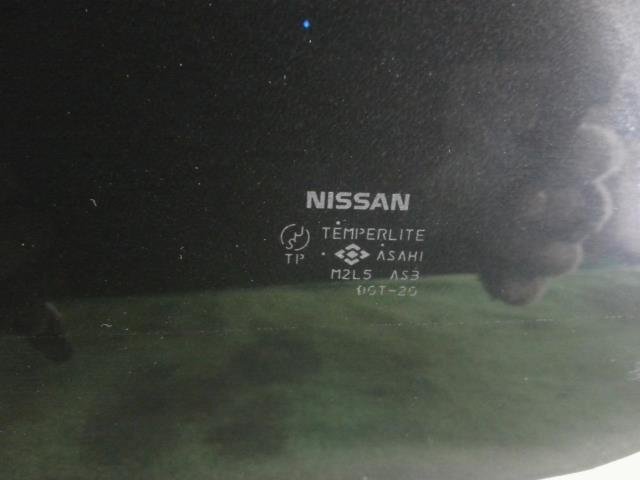 NISSAN
TEMPERLITE
TP ASAHI
M2L5 AS3
DOT-20